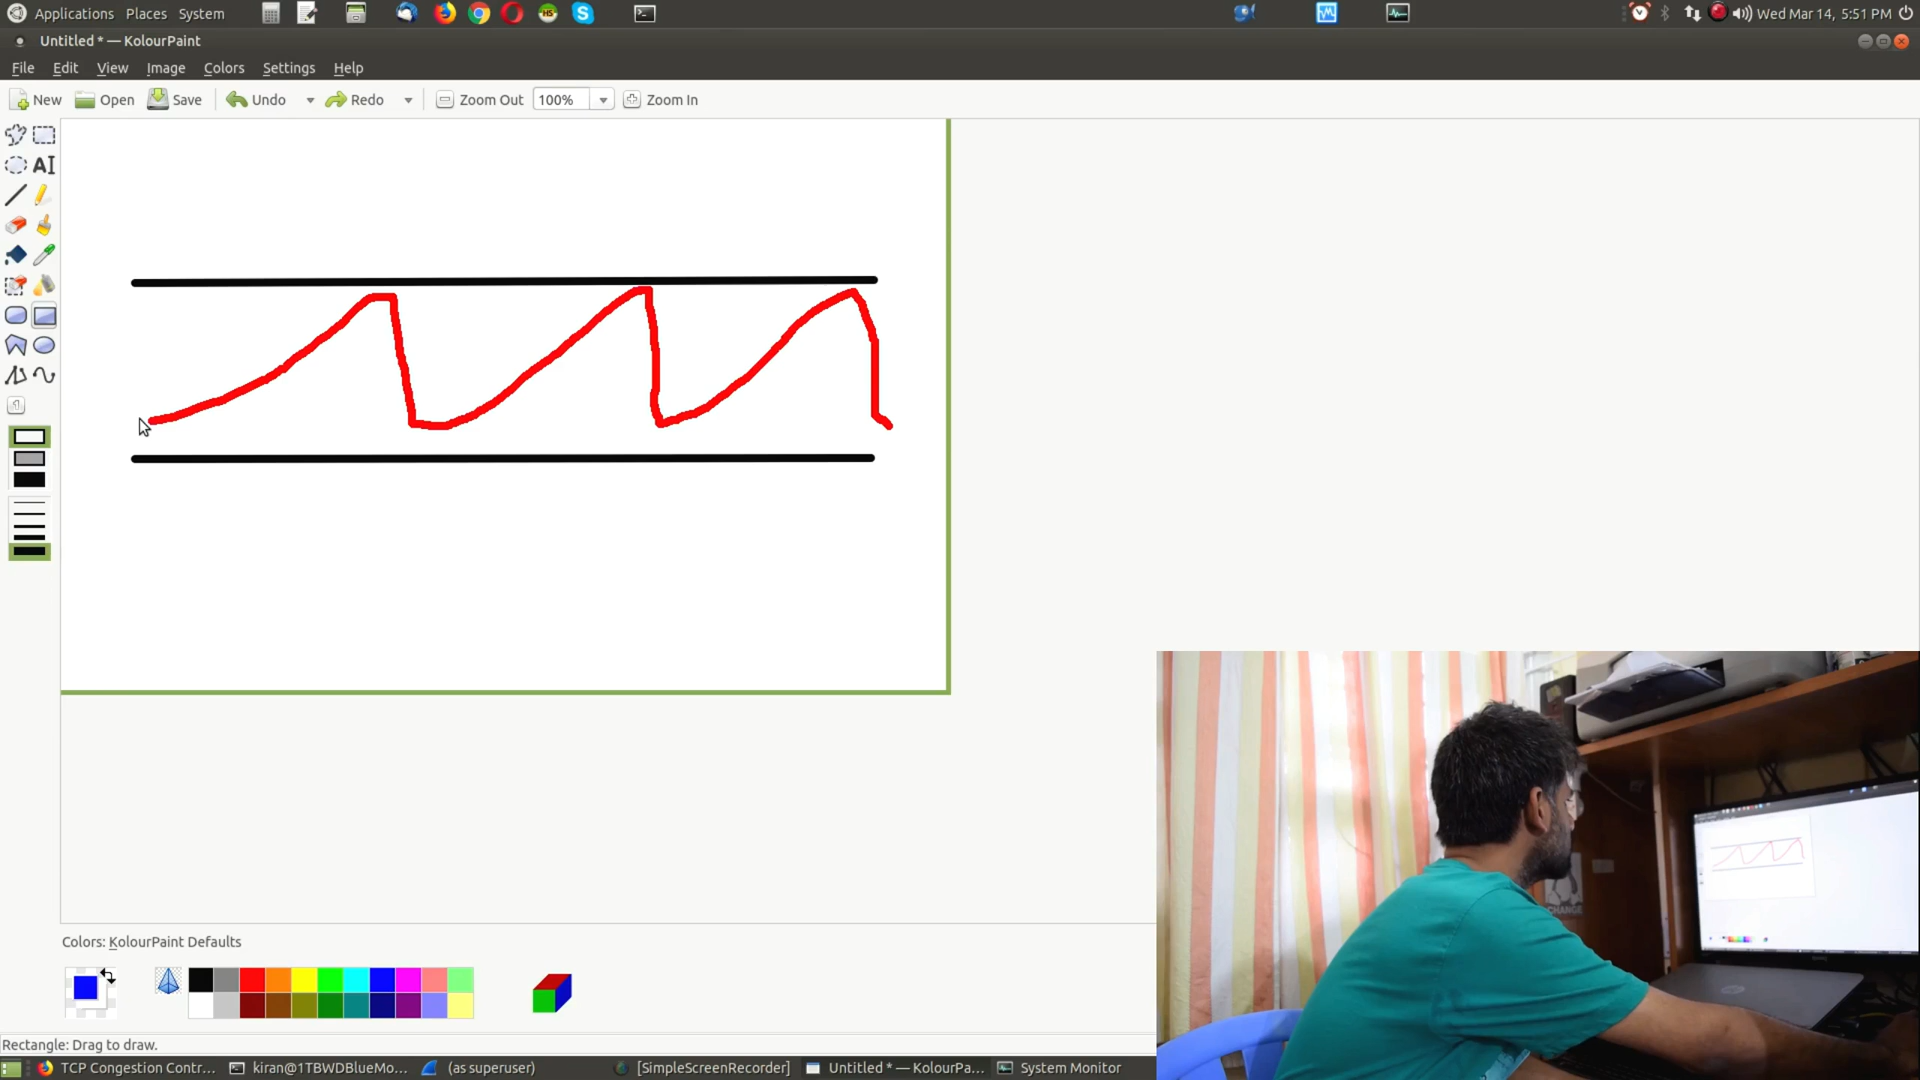 Applications Places System
Wed Mar 14, 5:51 PM
Untitled * — KolourPaint
File Edit View Image Colors Settings Help
New Open Save Undo Redo Zoom Out 100% Zoom In
AI
Colors: KolourPaint Defaults
CHANGE
Rectangle: Drag to draw.
TCP Congestion Contr... kiran@1TBWDBlueMo... (as superuser) [SimpleScreenRecorder] Untitled * — KolourPa... System Monitor